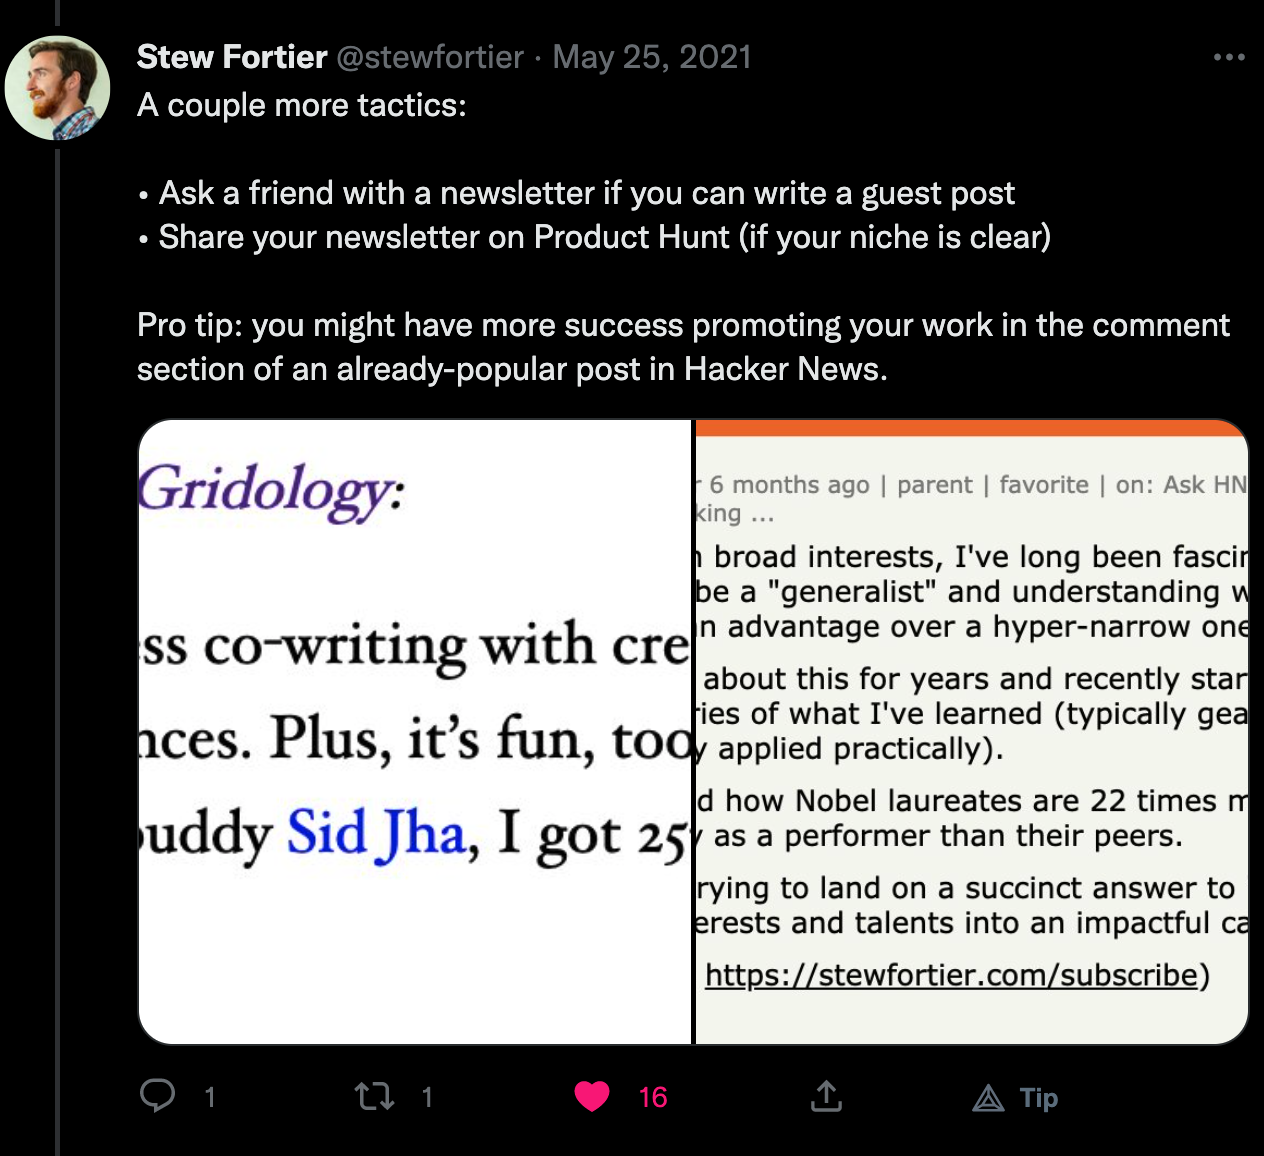 Stew Fortier @stewfortier · May 25, 2021
A couple more tactics:
• Ask a friend with a newsletter if you can write a guest post
• Share your newsletter on Product Hunt (if your niche is clear)
Pro tip: you might have more success promoting your work in the comment
section of an already-popular post in Hacker News.
Gridology:
ss co-writing with cre
nces. Plus, it's fun, too
uddy Sid Jha, I got 25
6 months ago | parent | favorite | on: Ask HN
king ...
broad interests, I've long been fascin
be a "generalist" and understanding w
n advantage over a hyper-narrow one
about this for years and recently star
ries of what I've learned (typically gea
y applied practically).
d how Nobel laureates are 22 times m
y as a performer than their peers.
rying to land on a succinct answer to
erests and talents into an impactful ca
https://stewfortier.com/subscribe)
1
1
16
Tip